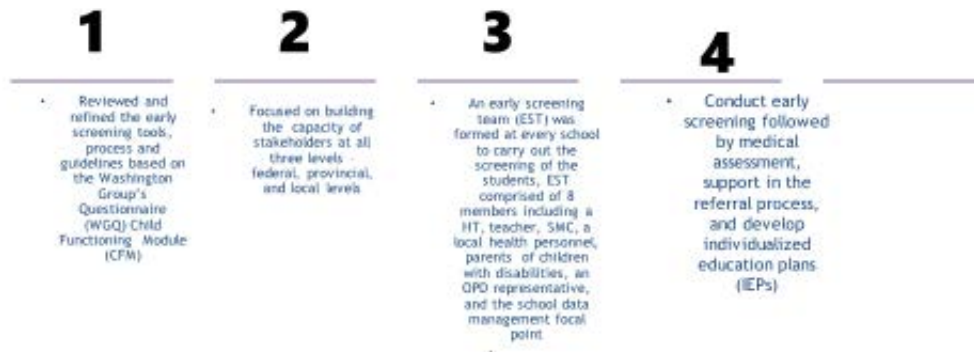 1
• Reviewed and
refined the early
screening tools,
process and
guidelines based on
the Washington
Group's
Questionnaire
(WGQ) Child
Functioning Module
(CFM)
2
• Focused on building
the capacity of
stakeholders at all
three levels -
federal, provincial,
and local levels
3
• An early screening
team (EST) was
formed at every school
to carry out the
screening of the
students, EST
comprised of 8
members including a
HT, teacher, SMC, a
local health personnel,
parents of children
with disabilities, an
OPD representative,
and the school data
management focal
point
4
• Conduct early
screening followed
by medical
assessment,
support in the
referral process,
and develop
individualized
education plans
(IEPs)